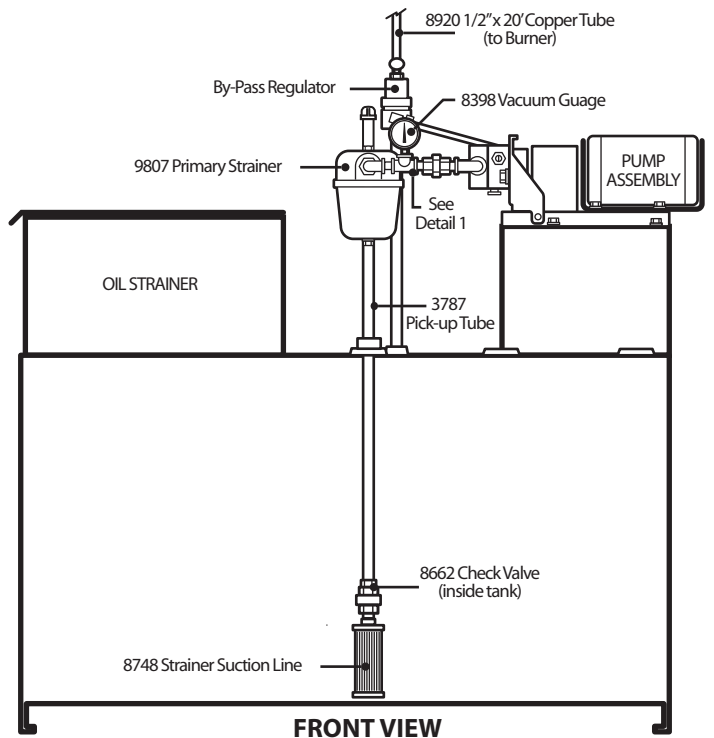 8920 1/2" x 20' Copper Tube
(to Burner)
By-Pass Regulator
8398 Vacuum Guage
9807 Primary Strainer
PUMP
ASSEMBLY
See
Detail 1
OIL STRAINER
3787
Pick-up Tube
8662 Check Valve
(inside tank)
8748 Strainer Suction Line
FRONT VIEW